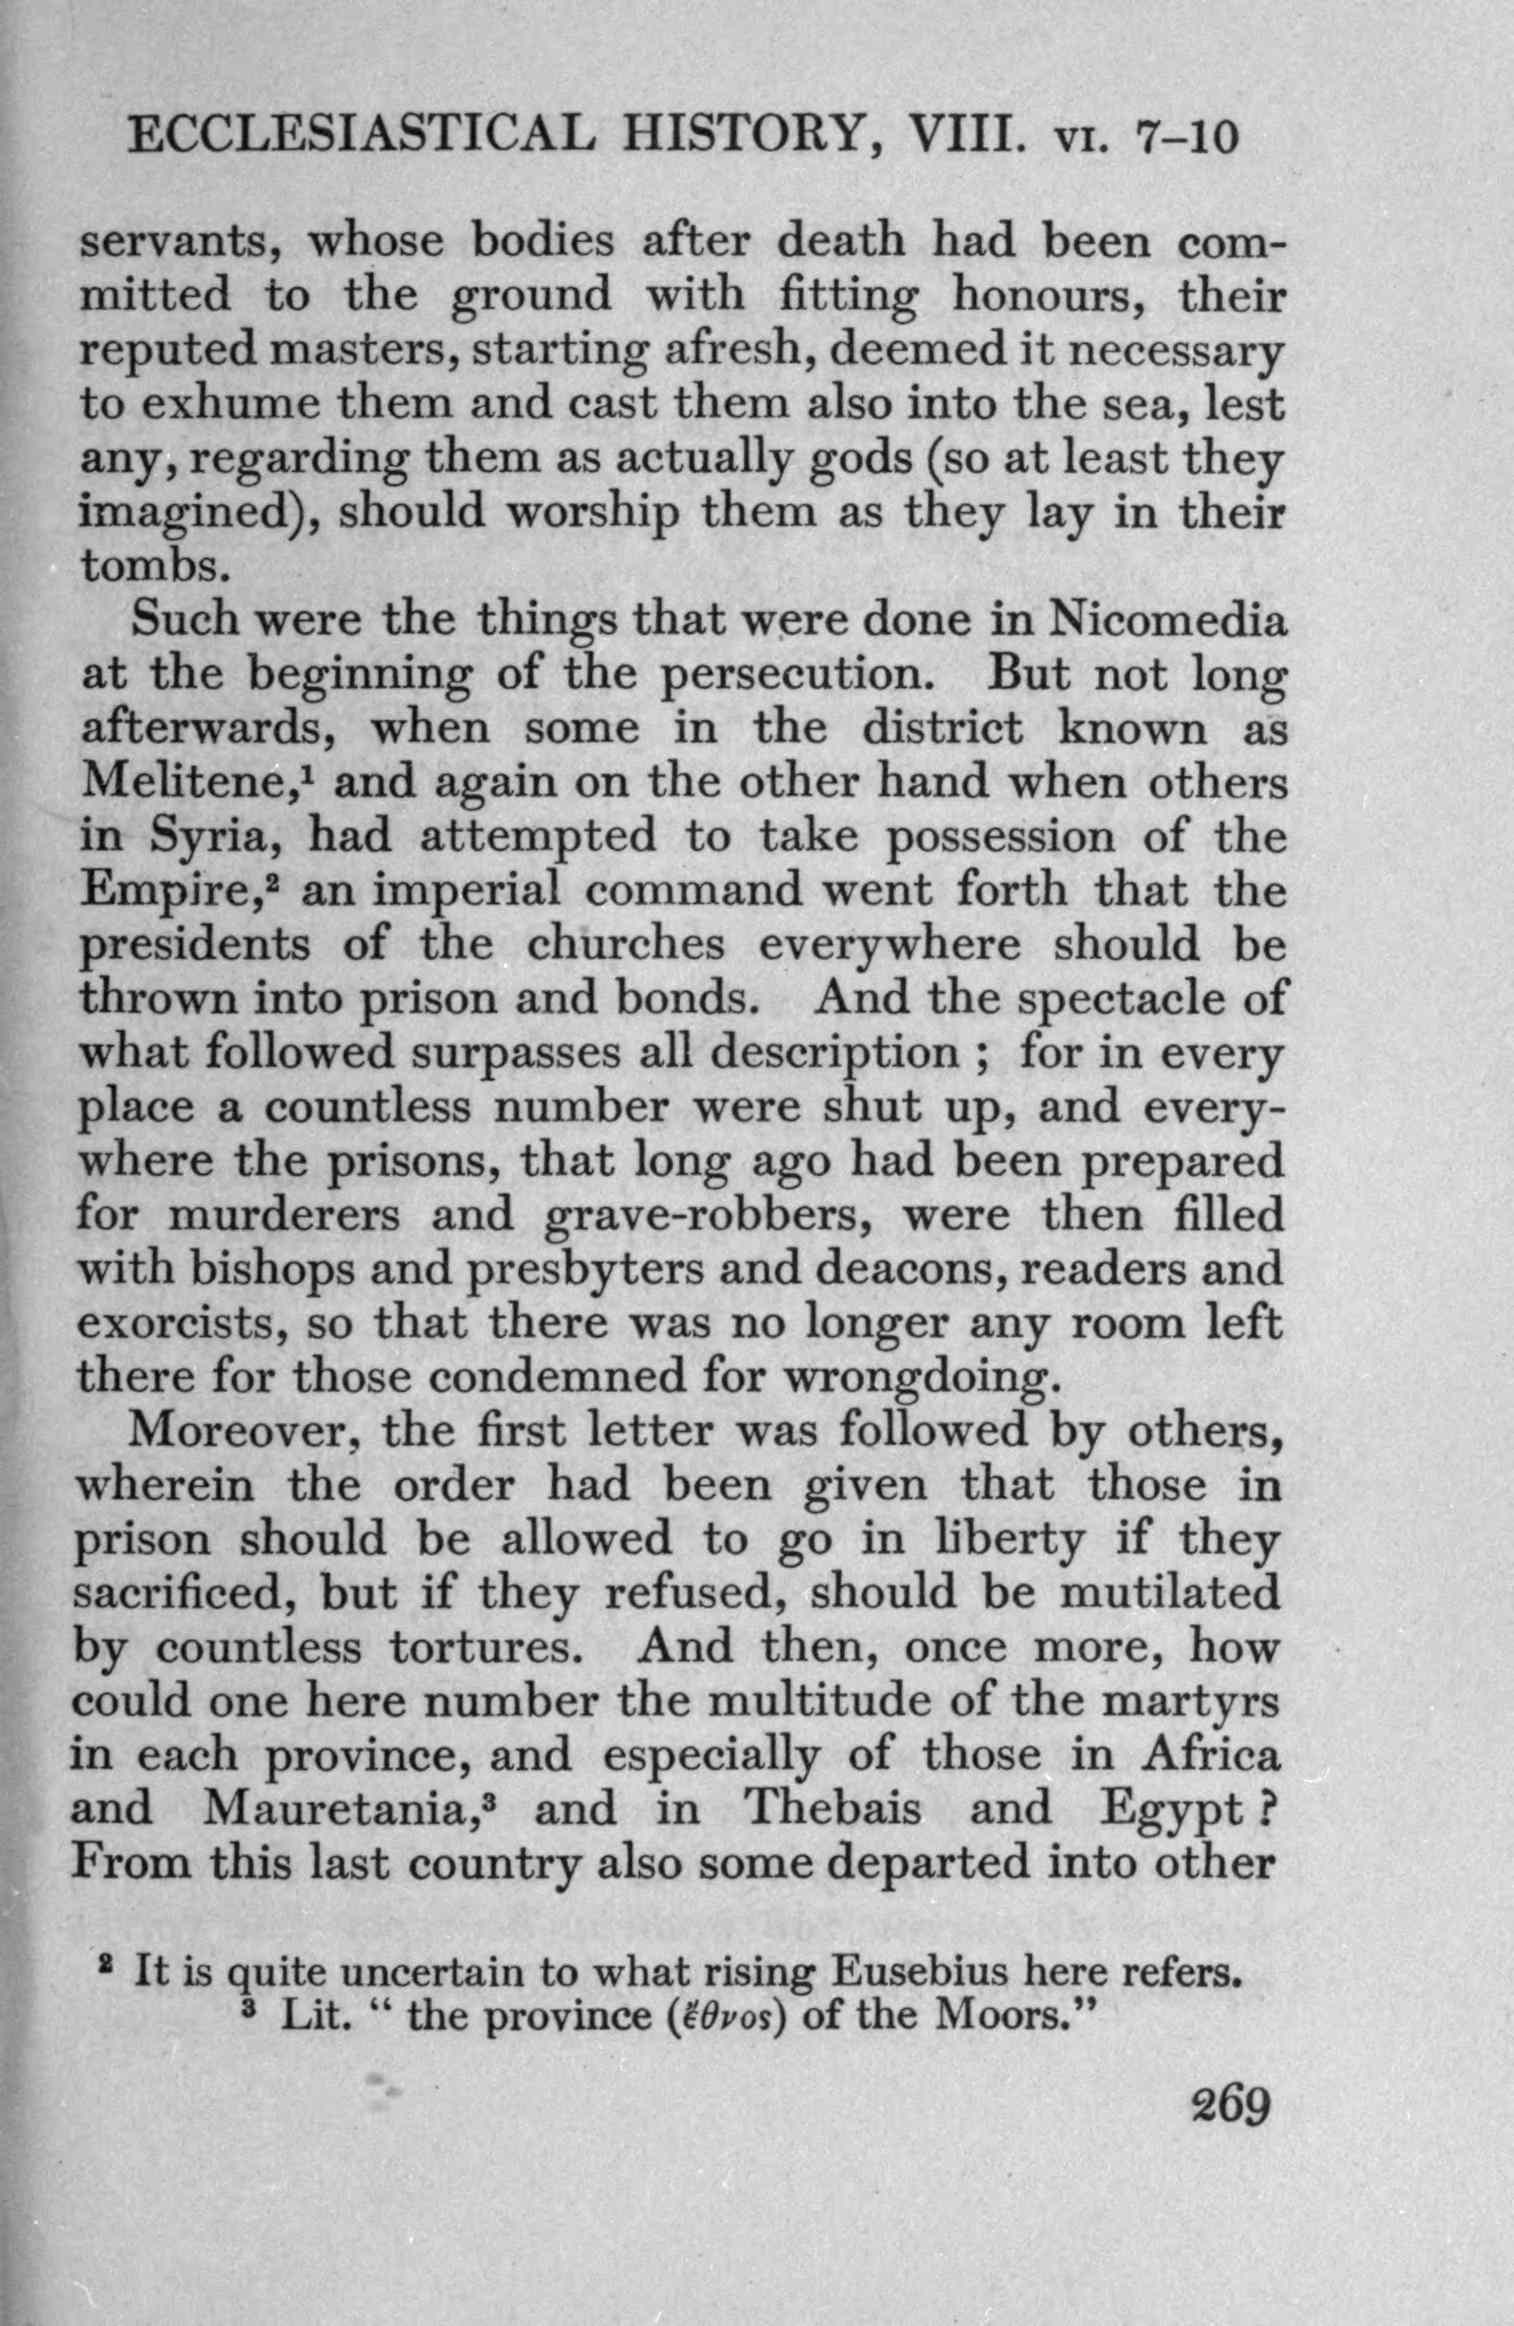 ECCLESIASTICAL HISTORY, VIII. VI. 7–10
servants, whose bodies after death had been com-
mitted to the ground with fitting honours, their
reputed masters, starting afresh, deemed it necessary
to exhume them and cast them also into the sea, lest
any, regarding them as actually gods (so at least they
imagined), should worship them as they lay in their
tombs.
Such were the things that were done in Nicomedia
at the beginning of the persecution. But not long
afterwards, when some in the district known as
Melitene,¹ and again on the other hand when others
in Syria, had attempted to take possession of the
Empire,² an imperial command went forth that the
presidents of the churches everywhere should be
thrown into prison and bonds. And the spectacle of
what followed surpasses all description ; for in every
place a countless number were shut up, and every-
where the prisons, that long ago had been prepared
for murderers and grave-robbers, were then filled
with bishops and presbyters and deacons, readers and
exorcists, so that there was no longer any room left
there for those condemned for wrongdoing.
Moreover, the first letter was followed by others,
wherein the order had been given that those in
prison should be allowed to go in liberty if they
sacrificed, but if they refused, should be mutilated
by countless tortures. And then, once more, how
could one here number the multitude of the martyrs
in each province, and especially of those in Africa
and Mauretania,³ and in Thebais and Egypt ?
From this last country also some departed into other
² It is quite uncertain to what rising Eusebius here refers.
³ Lit. “ the province (ἔθνος) of the Moors.”
269